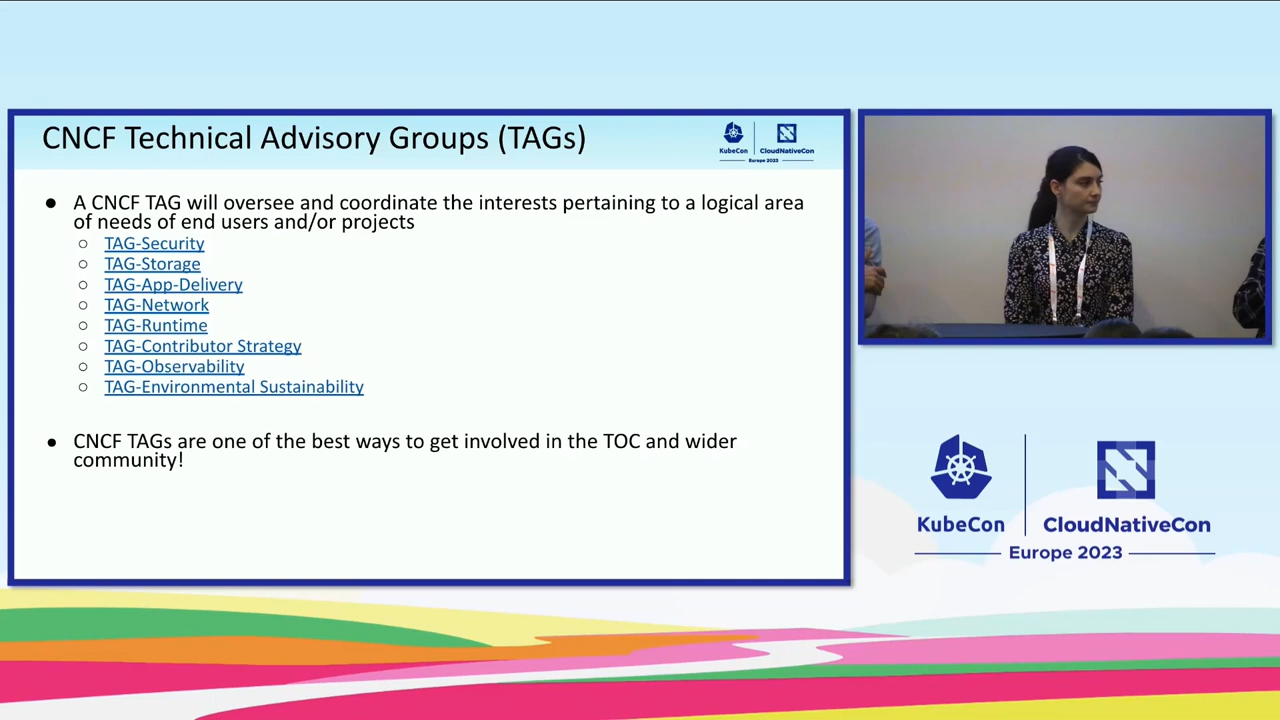 CNCF Technical Advisory Groups (TAGs)
KubeCon
CloudNativeCon
Europe 2023
● A CNCF TAG will oversee and coordinate the interests pertaining to a logical area
of needs of end users and/or projects
○ TAG-Security
○ TAG-Storage
○ TAG-App-Delivery
○ TAG-Network
○ TAG-Runtime
○ TAG-Contributor Strategy
○ TAG-Observability
○ TAG-Environmental Sustainability
● CNCF TAGs are one of the best ways to get involved in the TOC and wider
community!
KubeCon
CloudNativeCon
Europe 2023